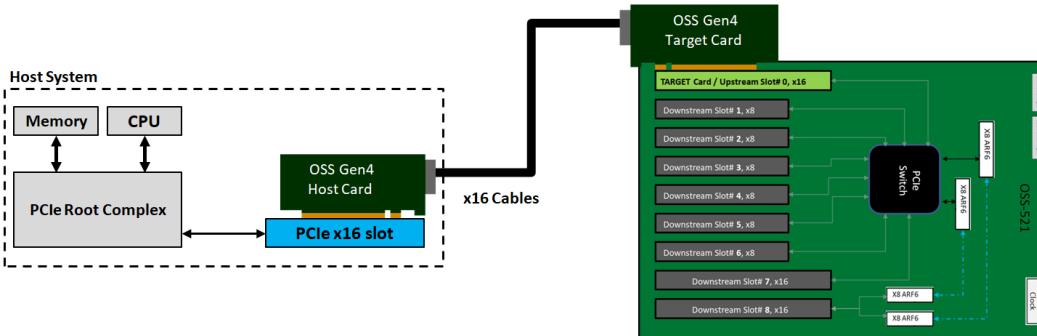 Host System
Memory
CPU
PCIe Root Complex
OSS Gen4
Host Card
PCIe x16 slot
x16 Cables
OSS Gen4
Target Card
TARGET Card / Upstream Slot# 0, x16
Downstream Slot# 1, x8
Downstream Slot# 2, x8
Downstream Slot# 3, x8
Downstream Slot# 4, x8
Downstream Slot# 5, x8
Downstream Slot# 6, x8
Downstream Slot# 7, x16
Downstream Slot# 8, x16
PCIe
Switch
X8 ARF6
X8 ARF6
X8 ARF6
X8 ARF6
OSS-521
Clock